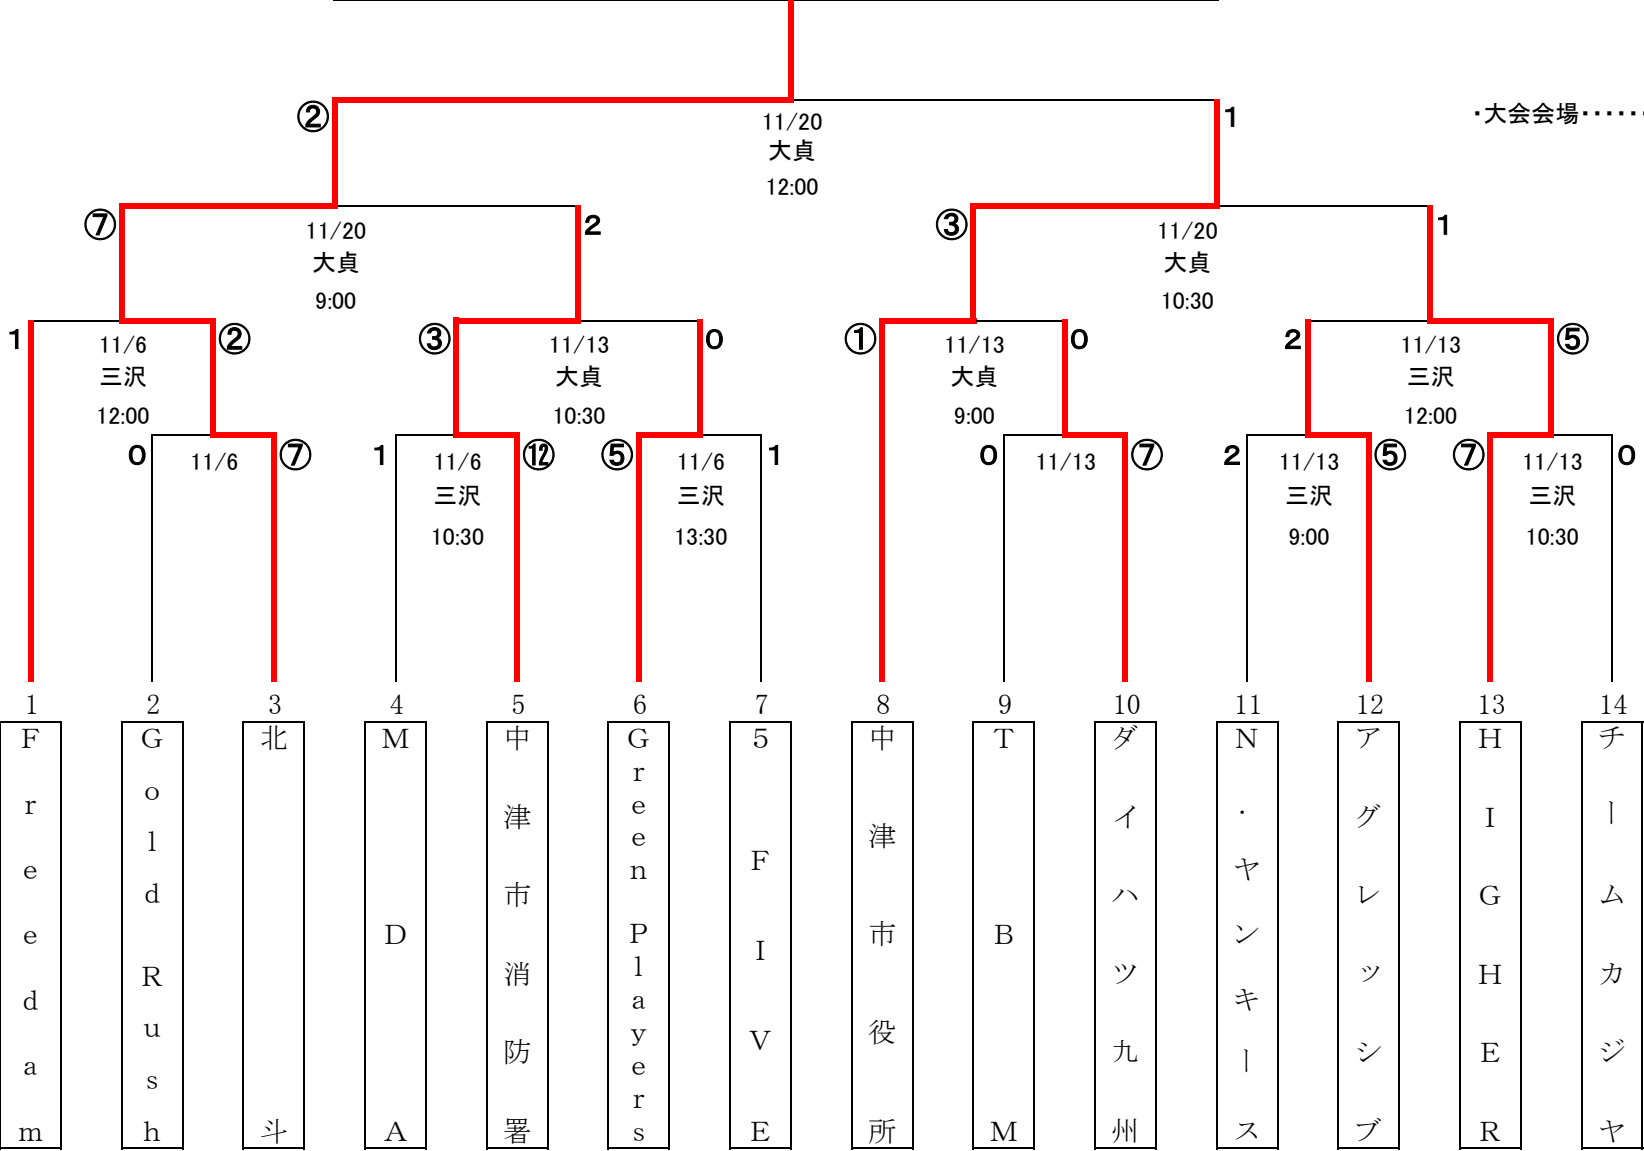 ② 11/20 1 ・大会会場・・・・・・
大貞
12:00
⑦ 11/20 2 ③ 11/20 1
大貞 大貞
9:00 10:30
1 11/6 ② ③ 11/13 0 ① 11/13 0 2 11/13 ⑤
三沢 大貞 大貞 三沢
12:00 10:30 9:00 12:00
0 11/6 ⑦ 1 11/6 ⑫ ⑤ 11/6 1 0 11/13 ⑦ 2 11/13 ⑤ ⑦ 11/13 0
三沢 三沢 三沢 三沢
10:30 13:30 9:00 10:30
1 2 3 4 5 6 7 8 9 10 11 12 13 14
Freedam
Gold Rush
北斗
MDA
中津市消防署
Green Players
5 FIVE
中津市役所
TBM
ダイハツ九州
N.ヤンキース
アグレッシブ
HIGHER
チームカジヤ